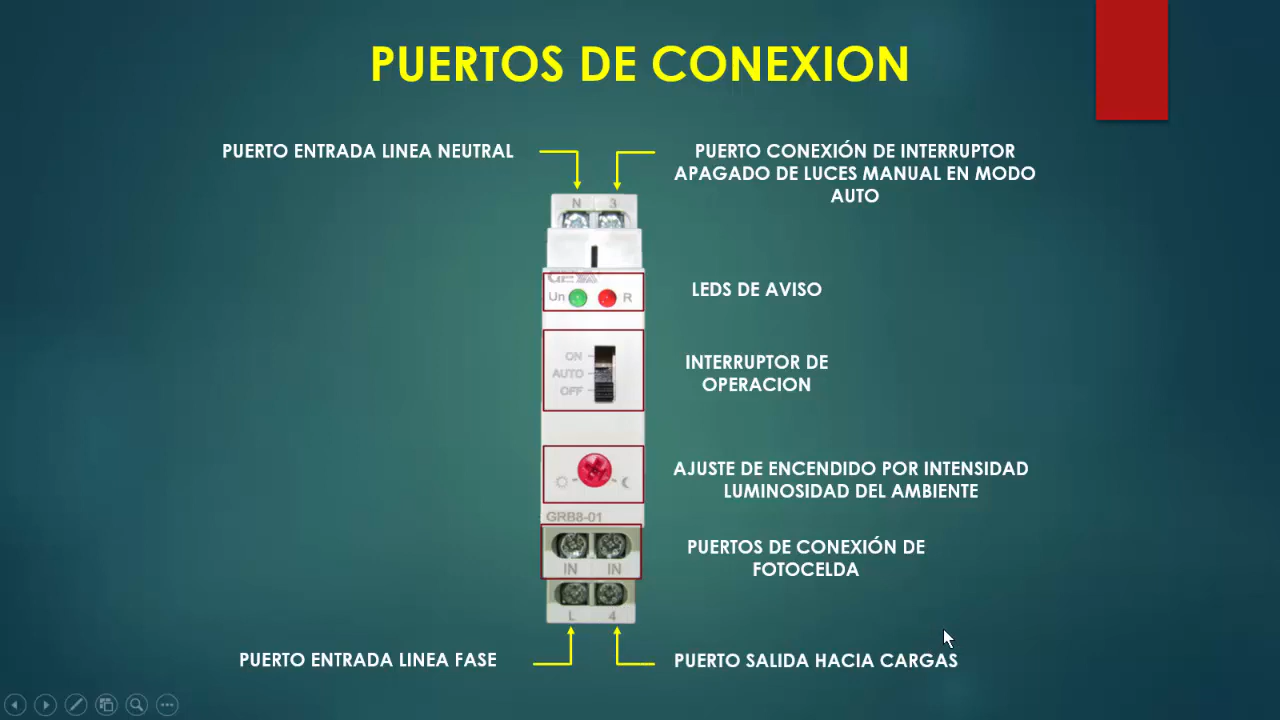 PUERTOS DE CONEXION
PUERTO ENTRADA LINEA NEUTRAL
PUERTO CONEXIÓN DE INTERRUPTOR
APAGADO DE LUCES MANUAL EN MODO
AUTO
N 3
GEYA
Un R
LEDS DE AVISO
ON
AUTO
OFF
INTERRUPTOR DE
OPERACION
AJUSTE DE ENCENDIDO POR INTENSIDAD
LUMINOSIDAD DEL AMBIENTE
GRB8-01
IN IN
PUERTOS DE CONEXIÓN DE
FOTOCELDA
L 4
PUERTO ENTRADA LINEA FASE
PUERTO SALIDA HACIA CARGAS